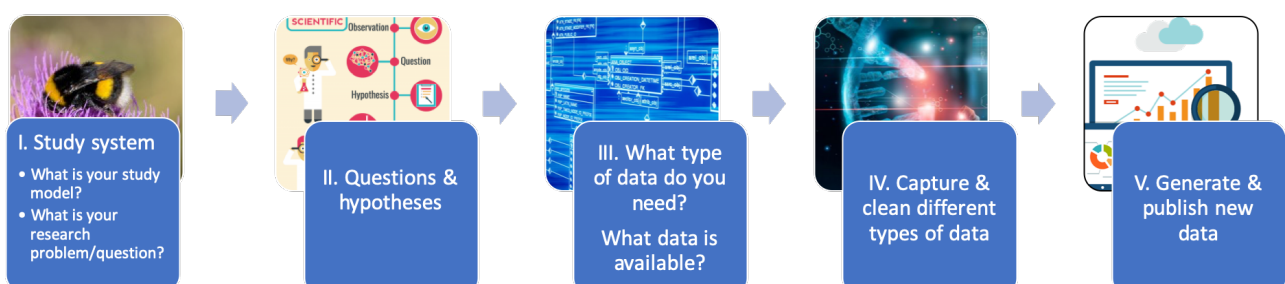 I. Study system
• What is your study
model?
• What is your
research
problem/question?
SCIENTIFIC
Observation
Question
Hypothesis
II. Questions &
hypotheses
III. What type
of data do you
need?
What data is
available?
IV. Capture &
clean different
types of data
V. Generate &
publish new
data